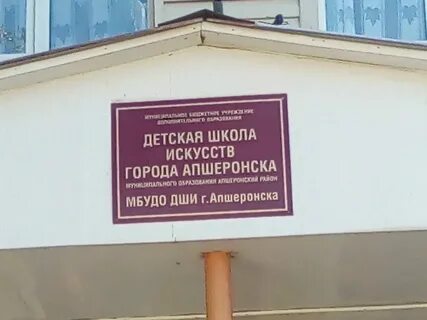 МУНИЦИПАЛЬНОЕ БЮДЖЕТНОЕ УЧРЕЖДЕНИЕ
ДОПОЛНИТЕЛЬНОГО ОБРАЗОВАНИЯ
ДЕТСКАЯ ШКОЛА
ИСКУССТВ
ГОРОДА АПШЕРОНСКА
МУНИЦИПАЛЬНОГО ОБРАЗОВАНИЯ АПШЕРОНСКИЙ РАЙОН
МБУДО ДШИ г.Апшеронска